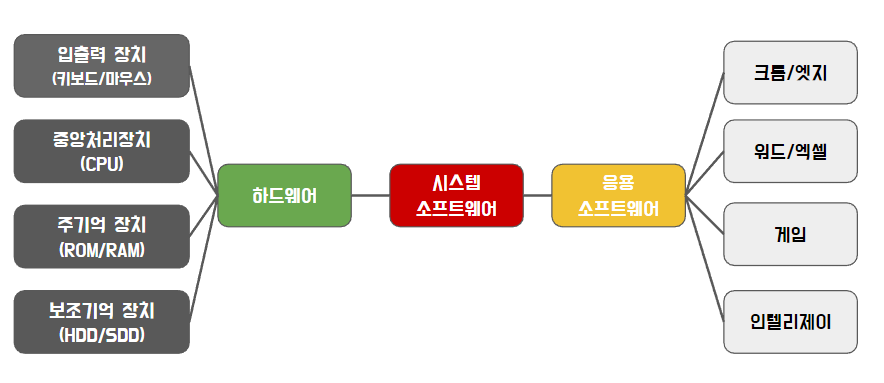 입출력 장치
(키보드/마우스)
중앙처리장치
(CPU)
주기억 장치
(ROM/RAM)
보조기억 장치
(HDD/SDD)
하드웨어
시스템
소프트웨어
응용
소프트웨어
크롬/엣지
워드/엑셀
게임
인텔리제이